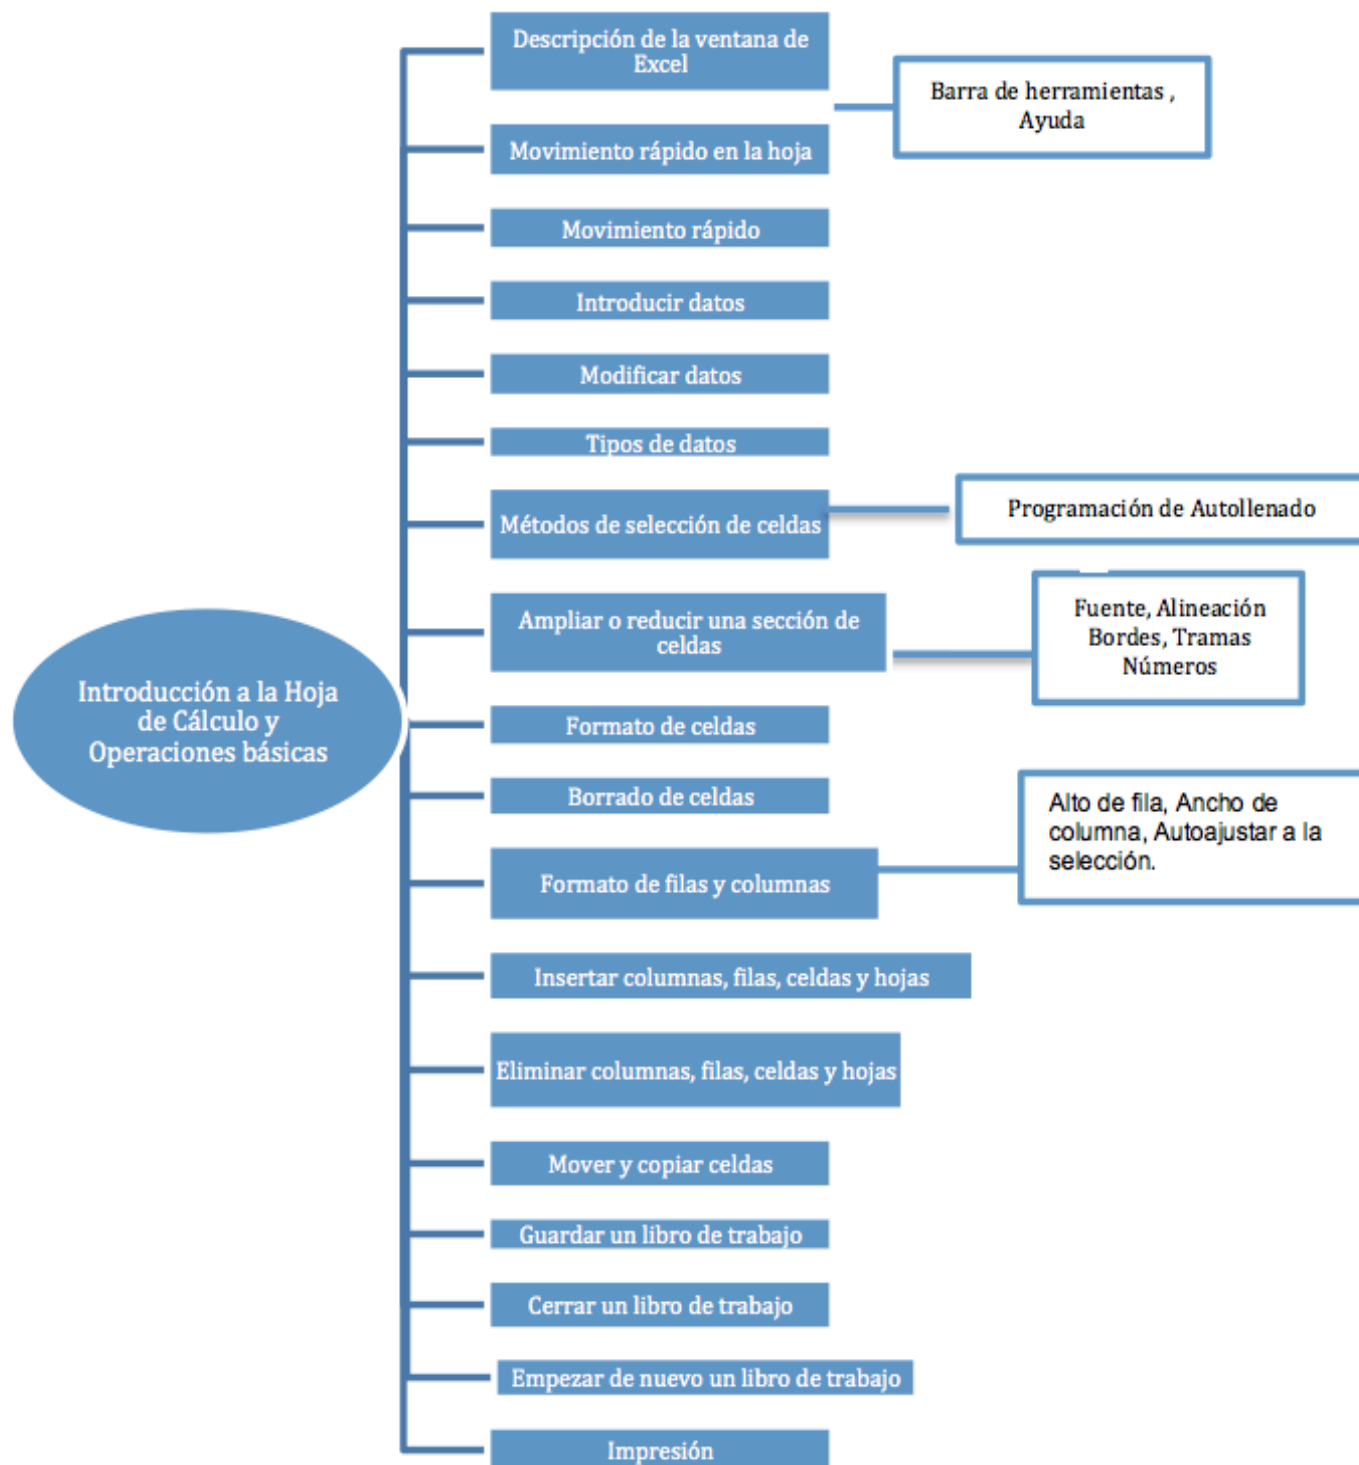 Descripción de la ventana de
Excel
Barra de herramientas ,
Ayuda
Movimiento rápido en la hoja
Movimiento rápido
Introducir datos
Modificar datos
Tipos de datos
Métodos de selección de celdas
Programación de Autollenado
Ampliar o reducir una sección de
celdas
Fuente, Alineación
Bordes, Tramas
Números
Introducción a la Hoja
de Cálculo y
Operaciones básicas
Formato de celdas
Borrado de celdas
Formato de filas y columnas
Alto de fila, Ancho de
columna, Autoajustar a la
selección.
Insertar columnas, filas, celdas y hojas
Eliminar columnas, filas, celdas y hojas
Mover y copiar celdas
Guardar un libro de trabajo
Cerrar un libro de trabajo
Empezar de nuevo un libro de trabajo
Impresión